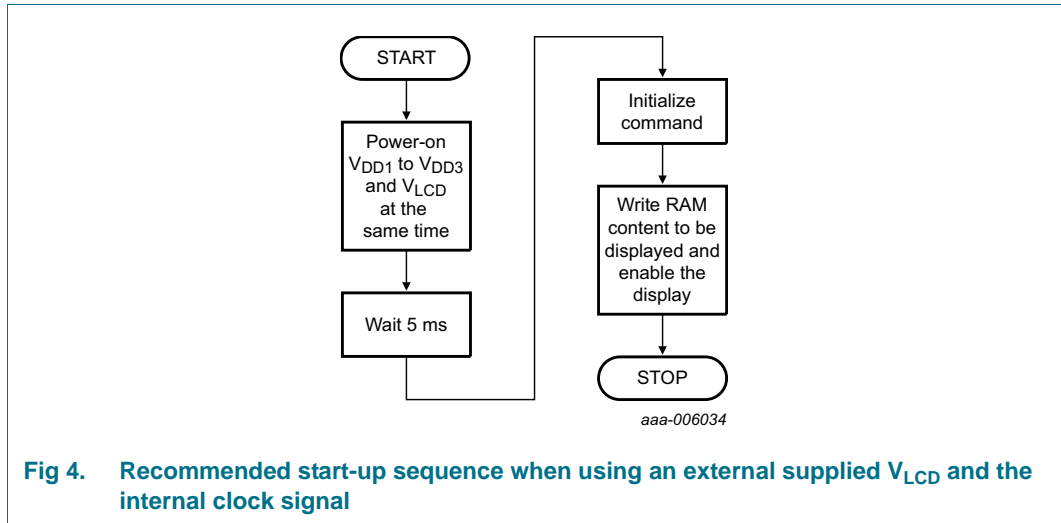 START
Power-on
VDD1 to VDD3
and VLCD
at the
same time
Wait 5 ms
Initialize
command
Write RAM
content to be
displayed and
enable the
display
STOP
aaa-006034
Fig 4. Recommended start-up sequence when using an external supplied VLCD and the
internal clock signal